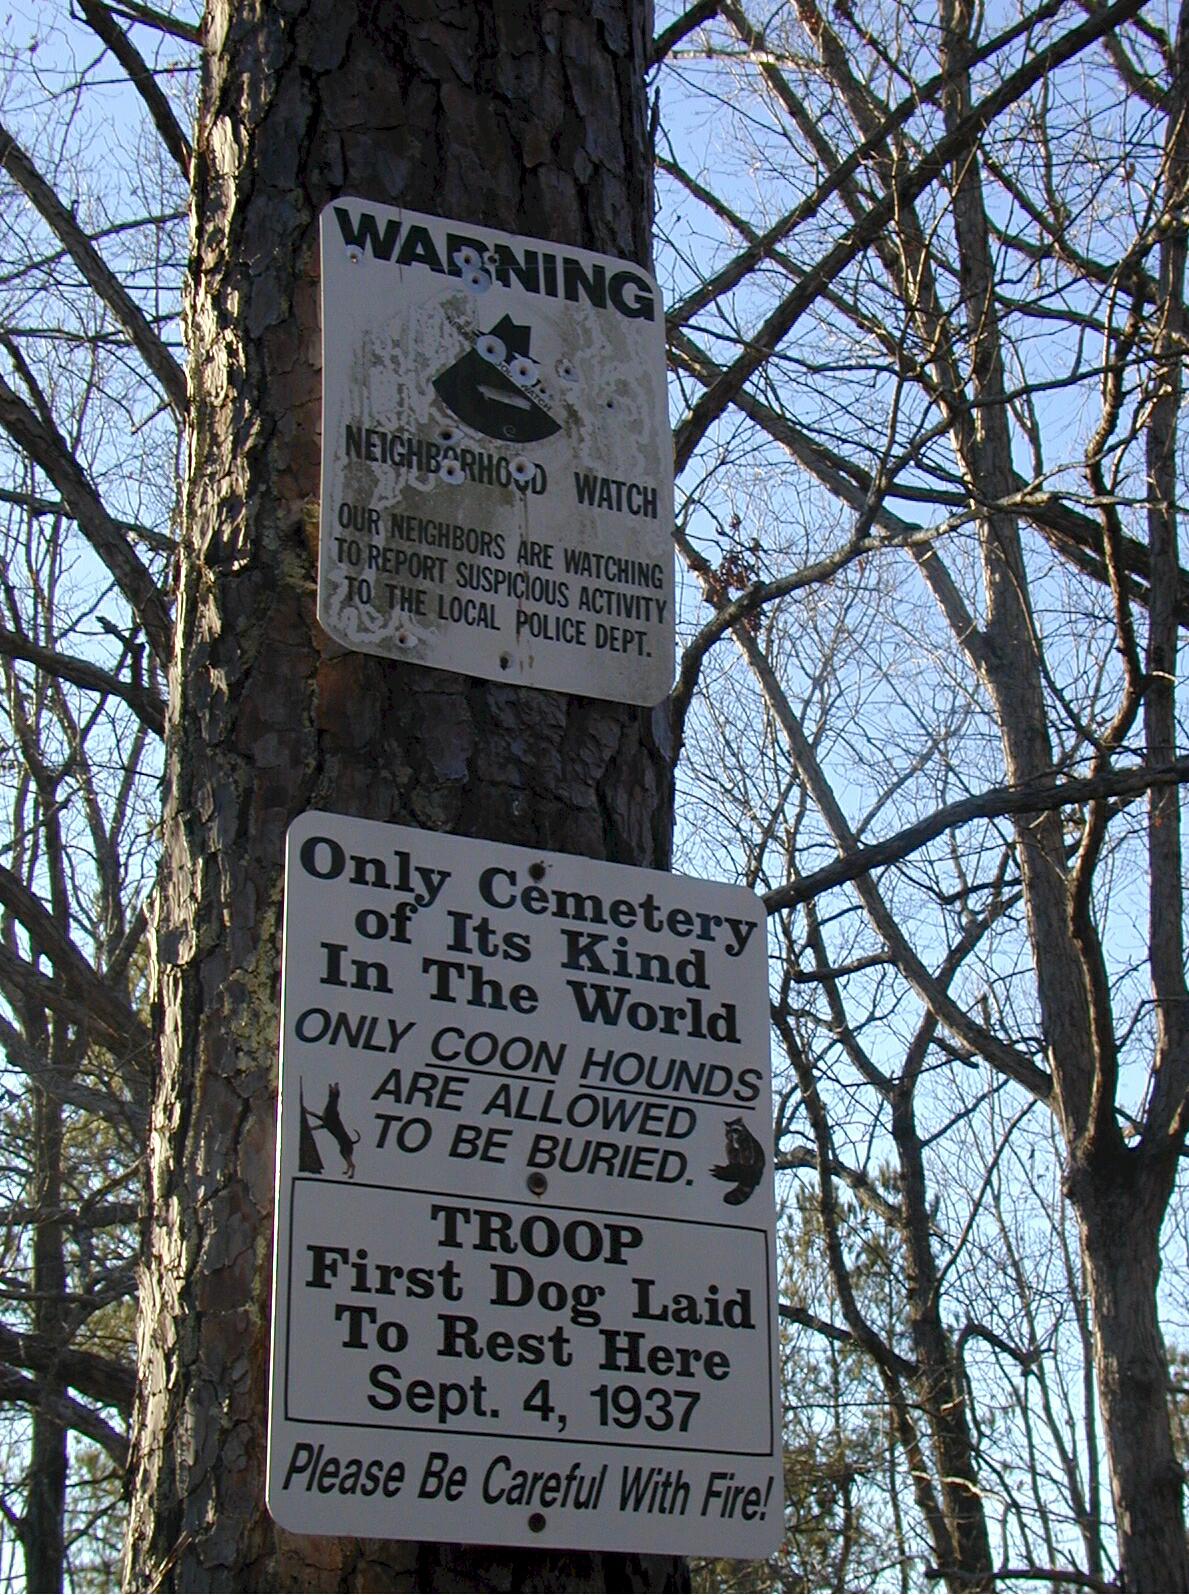 WARNING
NEIGHBORHOOD WATCH
OUR NEIGHBORS ARE WATCHING
TO REPORT SUSPICIOUS ACTIVITY
TO THE LOCAL POLICE DEPT.
Only Cemetery
of Its Kind
In The World
ONLY COON HOUNDS
ARE ALLOWED
TO BE BURIED.
TROOP
First Dog Laid
To Rest Here
Sept. 4, 1937
Please Be Careful With Fire!